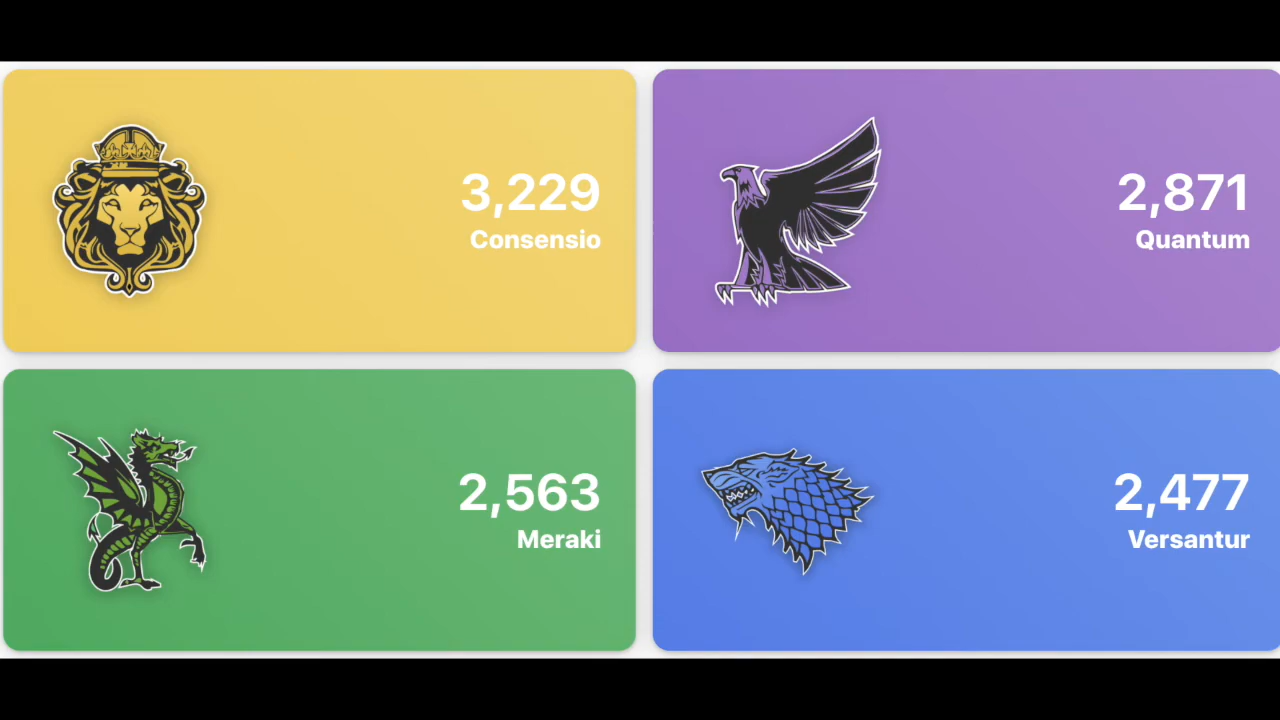 3,229
Consensio
2,871
Quantum
2,563
Meraki
2,477
Versantur